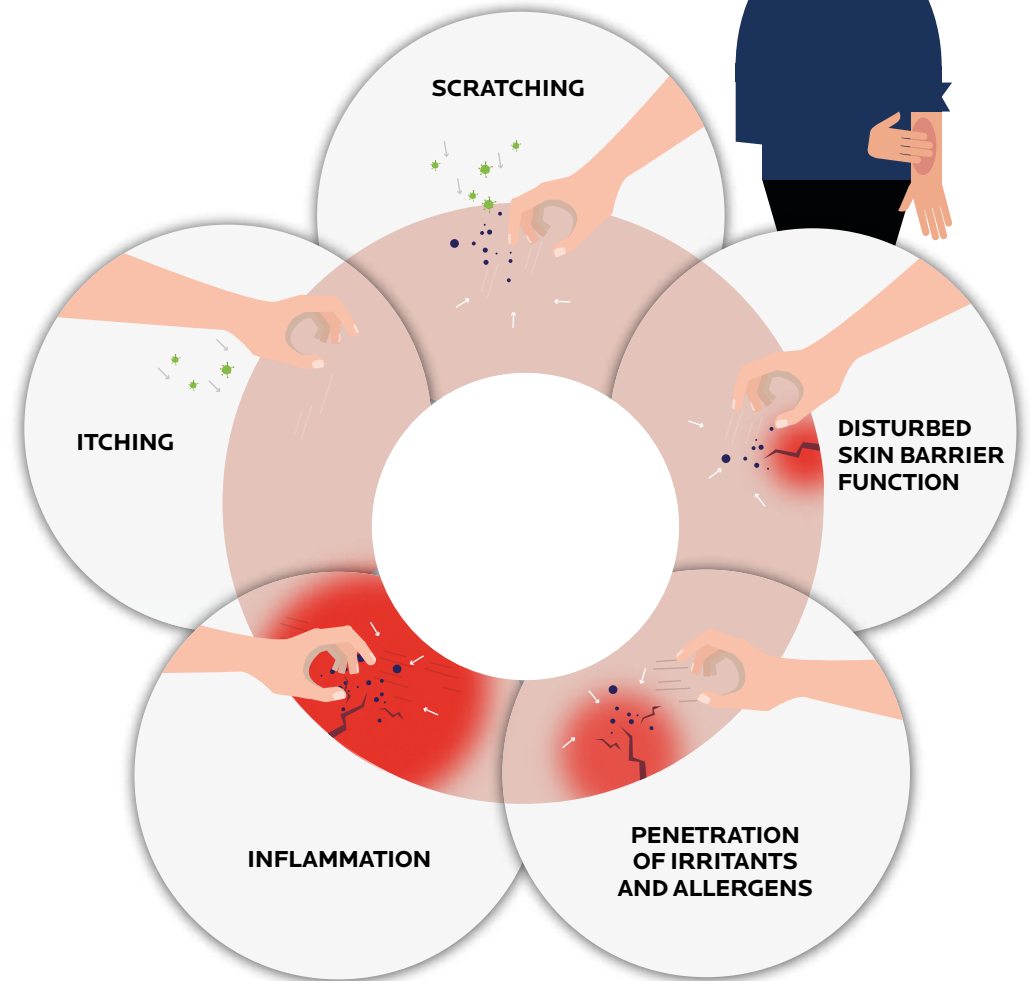 SCRATCHING
ITCHING
DISTURBED
SKIN BARRIER
FUNCTION
INFLAMMATION
PENETRATION
OF IRRITANTS
AND ALLERGENS